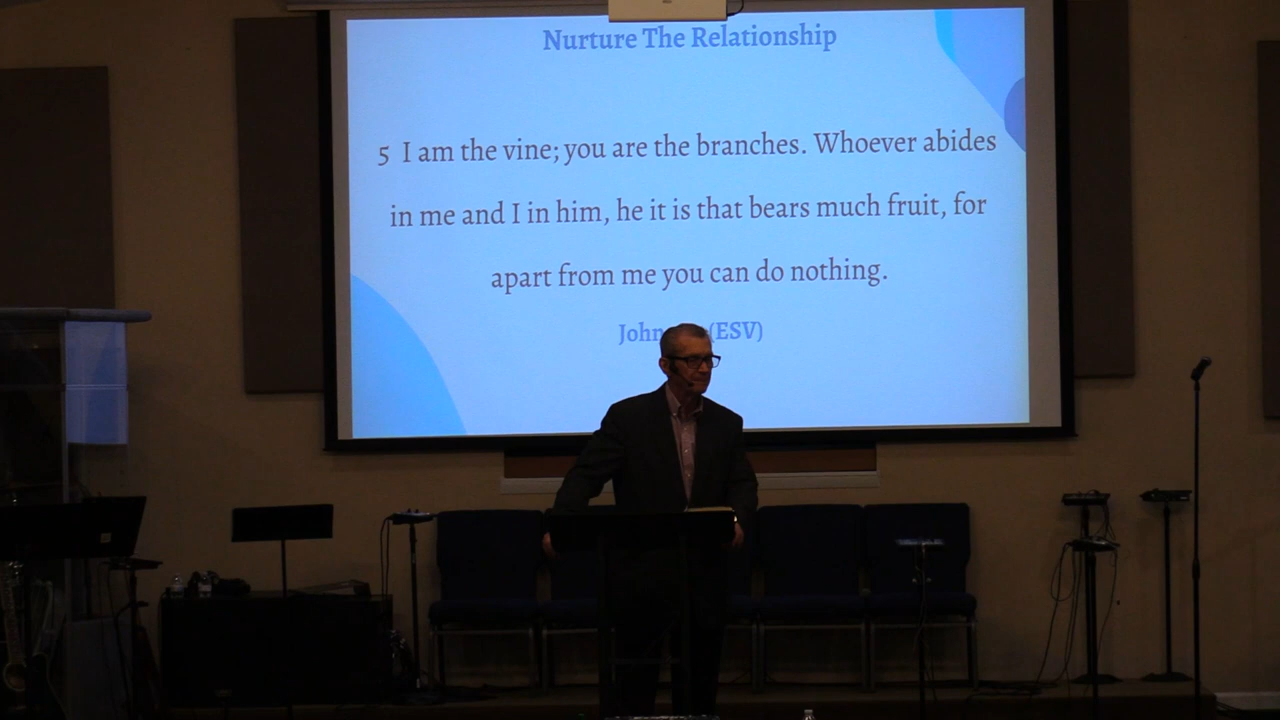 Nurture The Relationship
5 I am the vine; you are the branches. Whoever abides
in me and I in him, he it is that bears much fruit, for
apart from me you can do nothing.
John (ESV)